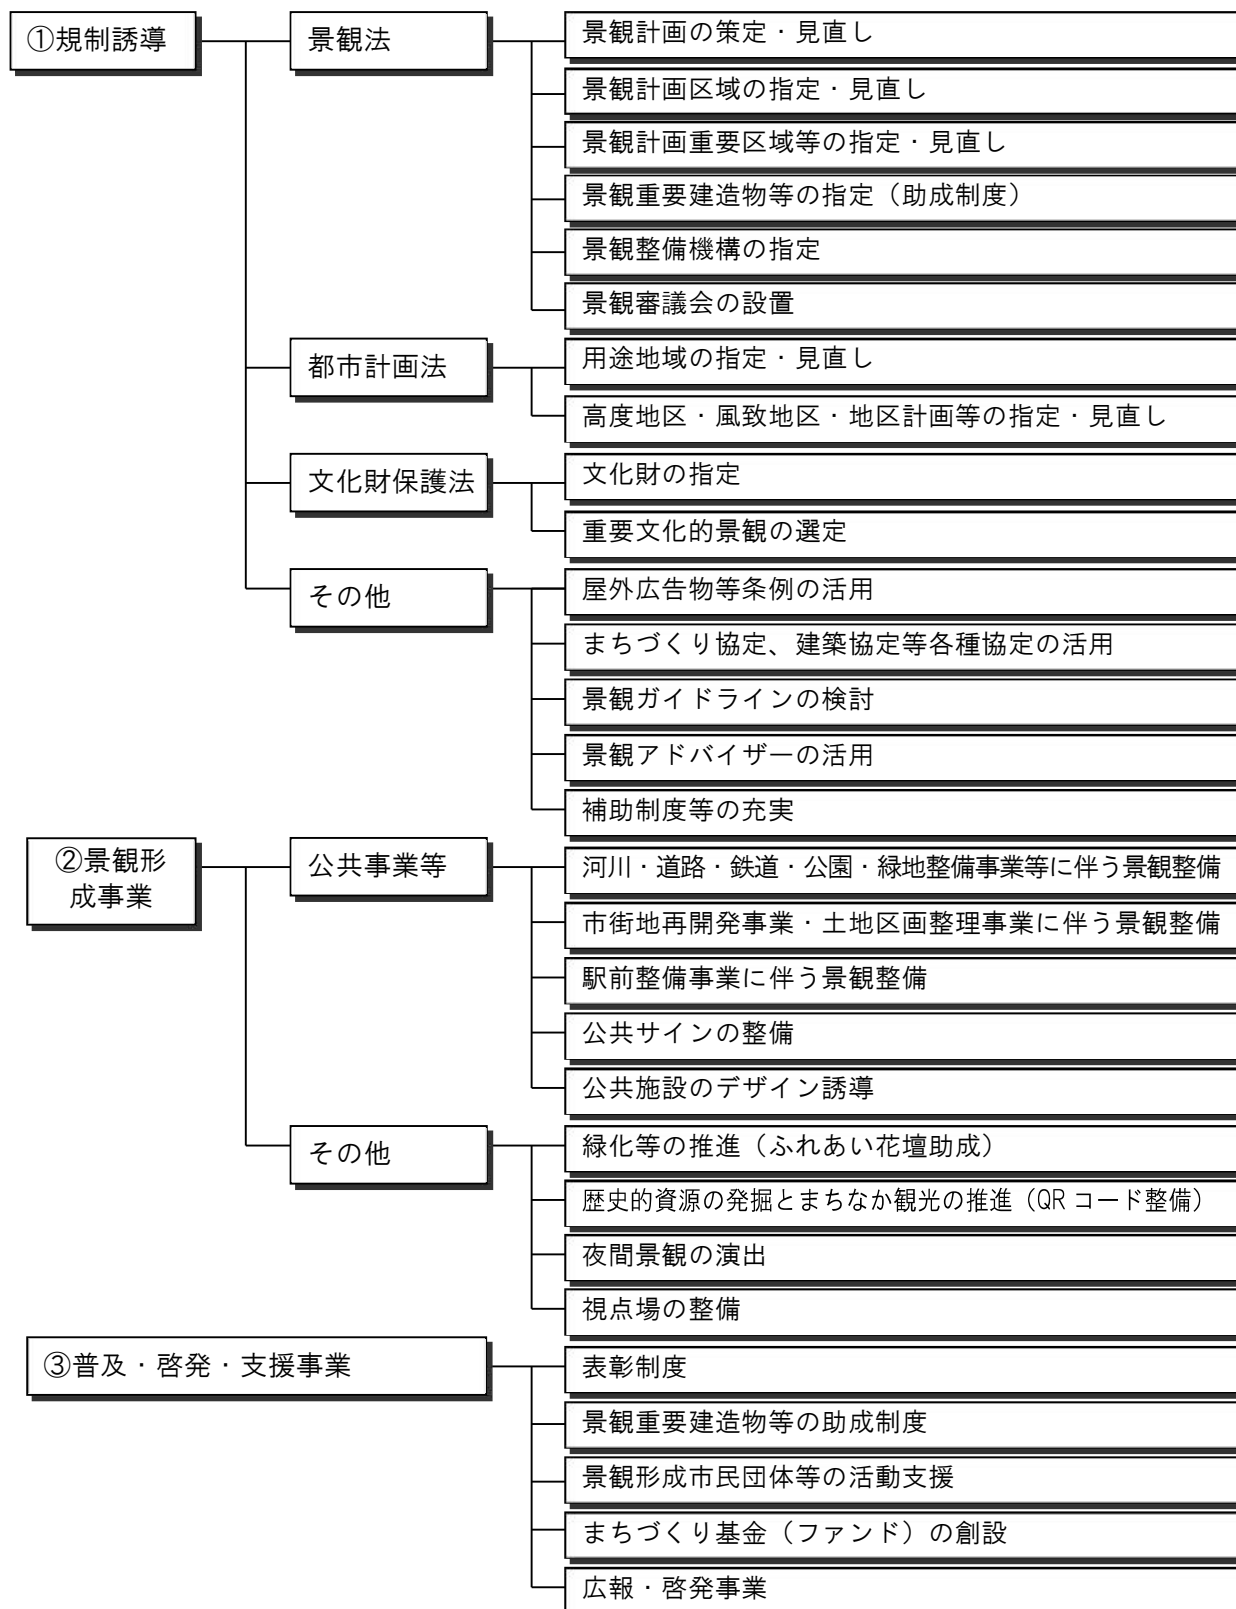 ①規制誘導
景観法
景観計画の策定・見直し
景観計画区域の指定・見直し
景観計画重要区域等の指定・見直し
景観重要建造物等の指定（助成制度）
景観整備機構の指定
景観審議会の設置
都市計画法
用途地域の指定・見直し
高度地区・風致地区・地区計画等の指定・見直し
文化財保護法
文化財の指定
重要文化的景観の選定
その他
屋外広告物等条例の活用
まちづくり協定、建築協定等各種協定の活用
景観ガイドラインの検討
景観アドバイザーの活用
補助制度等の充実
②景観形
成事業
公共事業等
河川・道路・鉄道・公園・緑地整備事業等に伴う景観整備
市街地再開発事業・土地区画整理事業に伴う景観整備
駅前整備事業に伴う景観整備
公共サインの整備
公共施設のデザイン誘導
その他
緑化等の推進（ふれあい花壇助成）
歴史的資源の発掘とまちなか観光の推進（QRコード整備）
夜間景観の演出
視点場の整備
③普及・啓発・支援事業
表彰制度
景観重要建造物等の助成制度
景観形成市民団体等の活動支援
まちづくり基金（ファンド）の創設
広報・啓発事業